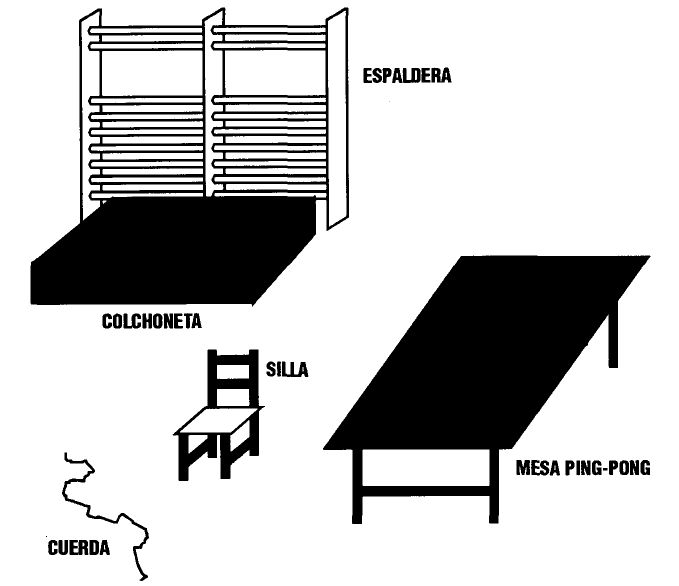 ESPALDERA
COLCHONETA
SILLA
MESA PING-PONG
CUERDA